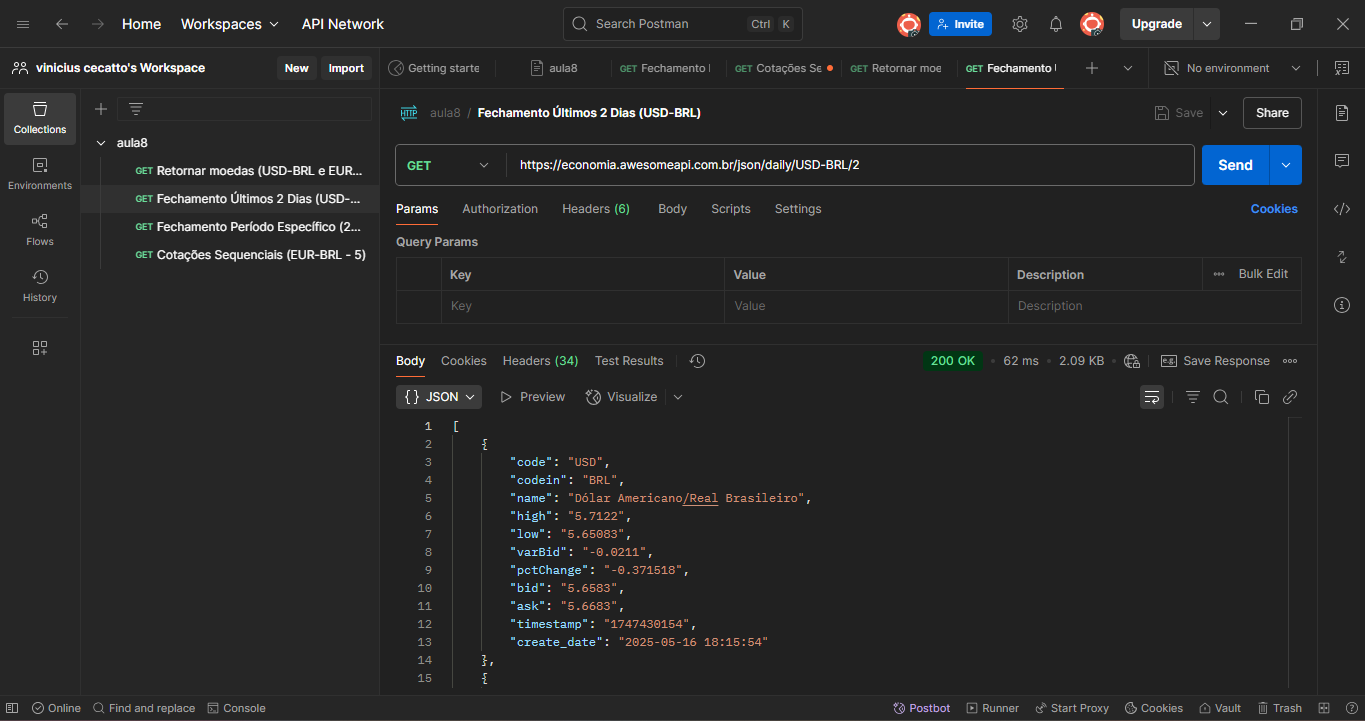 Home Workspaces API Network Search Postman Ctrl K Invite Upgrade
vinicius cecatto's Workspace New Import Getting starte aula8 GET Fechamento GET Cotações Se GET Retornar moe GET Fechamento No environment
Collections
Environments
Flows
History
aula8
GET Retornar moedas (USD-BRL e EUR...
GET Fechamento Últimos 2 Dias (USD-...
GET Fechamento Período Específico (2...
GET Cotações Sequenciais (EUR-BRL - 5)
HTTP aula8 / Fechamento Últimos 2 Dias (USD-BRL) Save Share
GET https://economia.awesomeapi.com.br/json/daily/USD-BRL/2 Send
Params Authorization Headers (6) Body Scripts Settings Cookies
Query Params
Key Value Description Bulk Edit
Key Value Description
Body Cookies Headers (34) Test Results 200 OK • 62 ms • 2.09 KB • e.g. Save Response
{} JSON Preview Visualize
1 [
2 {
3 "code": "USD",
4 "codein": "BRL",
5 "name": "Dólar Americano/Real Brasileiro",
6 "high": "5.7122",
7 "low": "5.65083",
8 "varBid": "-0.0211",
9 "pctChange": "-0.371518",
10 "bid": "5.6583",
11 "ask": "5.6683",
12 "timestamp": "1747430154",
13 "create_date": "2025-05-16 18:15:54"
14 },
15 {
Online Find and replace Console Postbot Runner Start Proxy Cookies Vault Trash